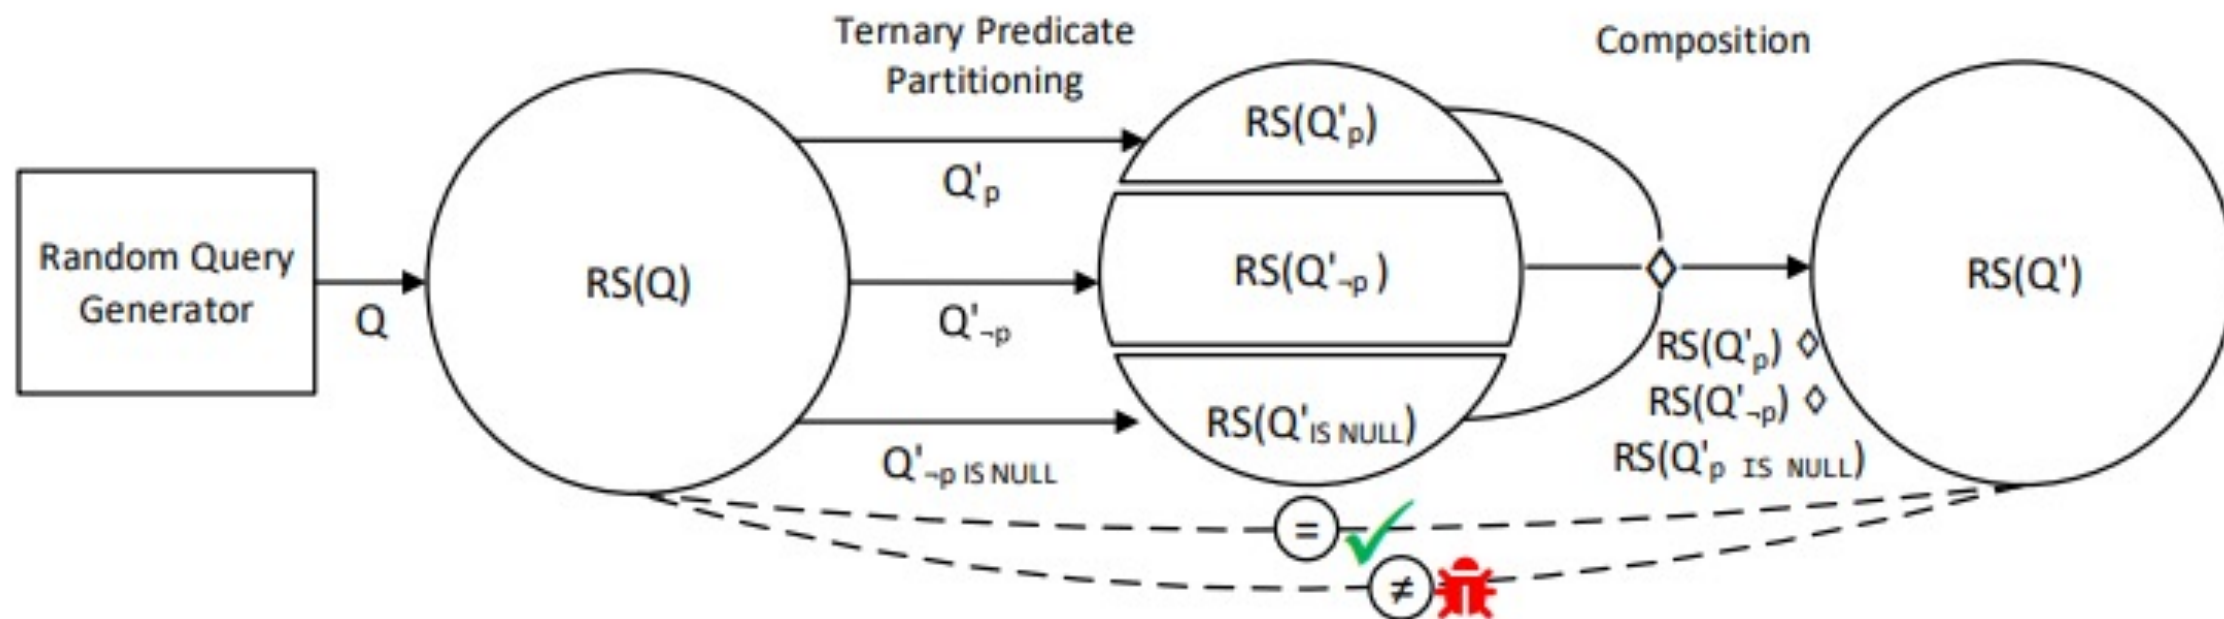 Ternary Predicate
Partitioning
Composition
Random Query
Generator
Q
RS(Q)
Q'p
Q'¬p
Q'¬p IS NULL
RS(Q'p)
RS(Q'¬p )
RS(Q'IS NULL)
◇
RS(Q'p) ◇
RS(Q'¬p) ◇
RS(Q'p IS NULL)
RS(Q')
=
≠